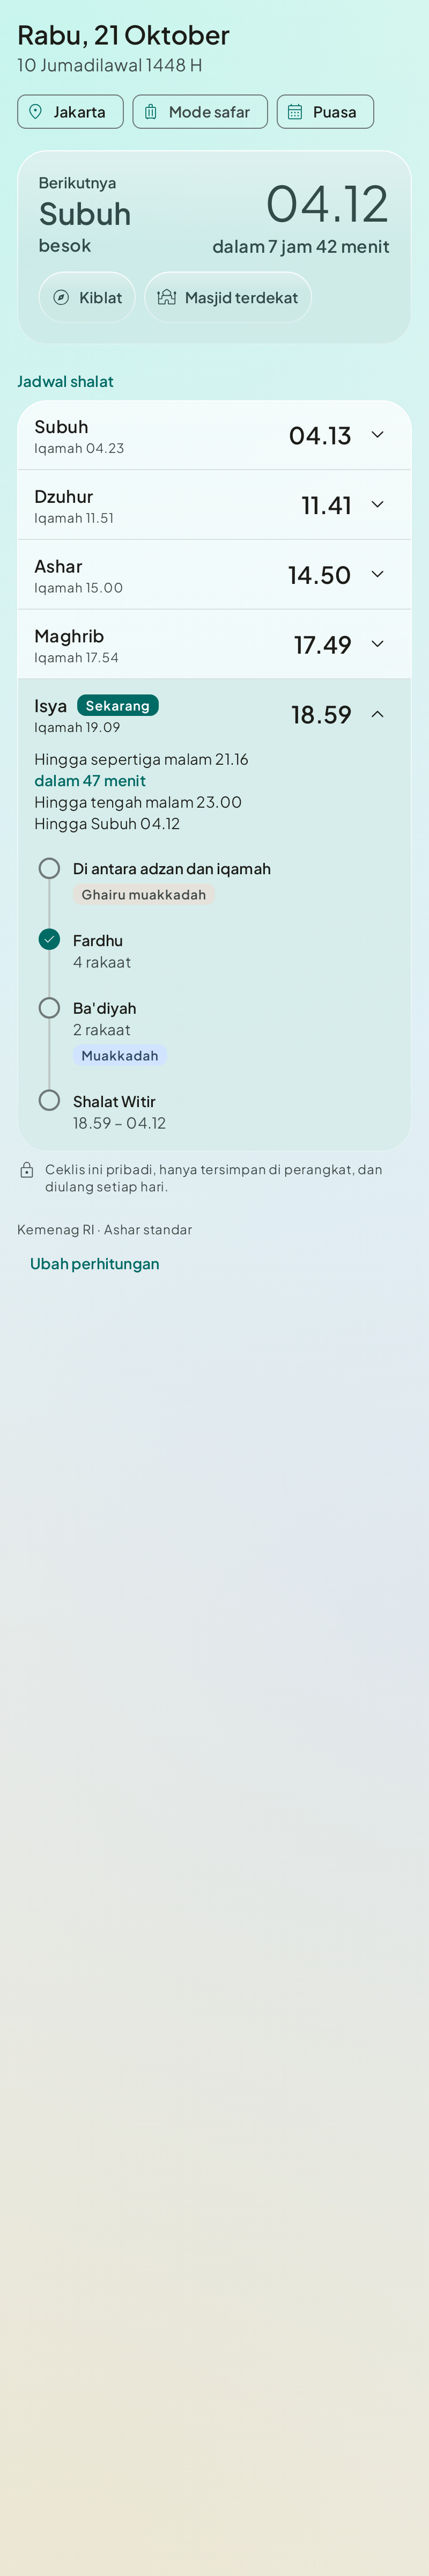 Rabu, 21 Oktober
10 Jumadilawal 1448 H
Jakarta
Mode safar
Puasa
Berikutnya
Subuh
04.12
besok
dalam 7 jam 42 menit
Kiblat
Masjid terdekat
Jadwal shalat
Subuh
04.13
Iqamah 04.23
Dzuhur
11.41
Iqamah 11.51
Ashar
14.50
Iqamah 15.00
Maghrib
17.49
Iqamah 17.54
Isya
Sekarang
18.59
Iqamah 19.09
Hingga sepertiga malam 21.16
dalam 47 menit
Hingga tengah malam 23.00
Hingga Subuh 04.12
Di antara adzan dan iqamah
Ghairu muakkadah
Fardhu
4 rakaat
Ba'diyah
2 rakaat
Muakkadah
Shalat Witir
18.59 – 04.12
Ceklis ini pribadi, hanya tersimpan di perangkat, dan
diulang setiap hari.
Kemenag RI · Ashar standar
Ubah perhitungan